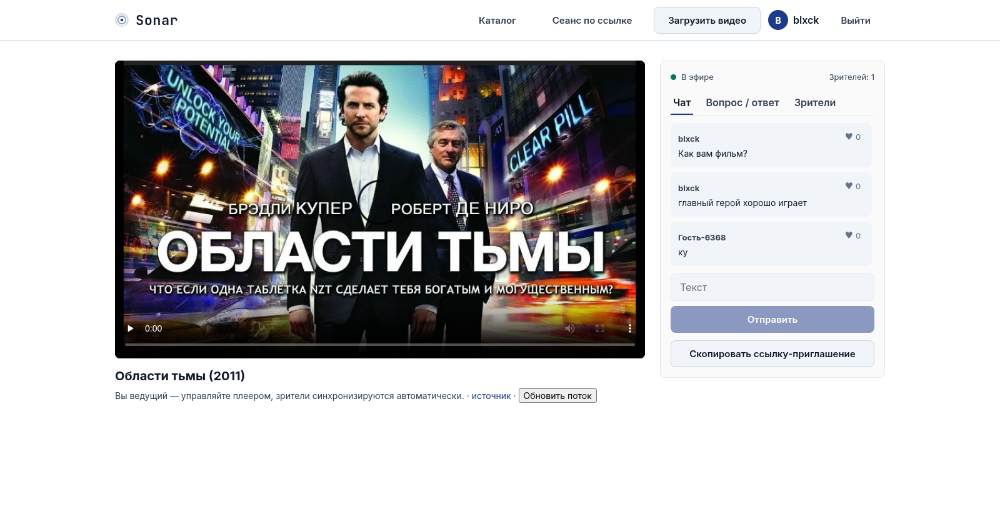 Sonar
Каталог
Сеанс по ссылке
Загрузить видео
B
blxck
Выйти
UNLOCK YOUR
POTENTIAL
CLEAR PILL
AY
БРЭДЛИ КУПЕР РОБЕРТ ДЕ НИРО
ОБЛАСТИ ТЬМЫ
ЧТО ЕСЛИ ОДНА ТАБЛЕТКА NZT СДЕЛАЕТ ТЕБЯ БОГАТЫМ И МОГУЩЕСТВЕННЫМ?
0:00
Области тьмы (2011)
Вы ведущий — управляйте плеером, зрители синхронизируются автоматически. · источник · Обновить поток
В эфире
Зрителей: 1
Чат
Вопрос / ответ
Зрители
blxck
♥ 0
Как вам фильм?
blxck
♥ 0
главный герой хорошо играет
Гость-6368
♥ 0
ку
Текст
Отправить
Скопировать ссылку-приглашение